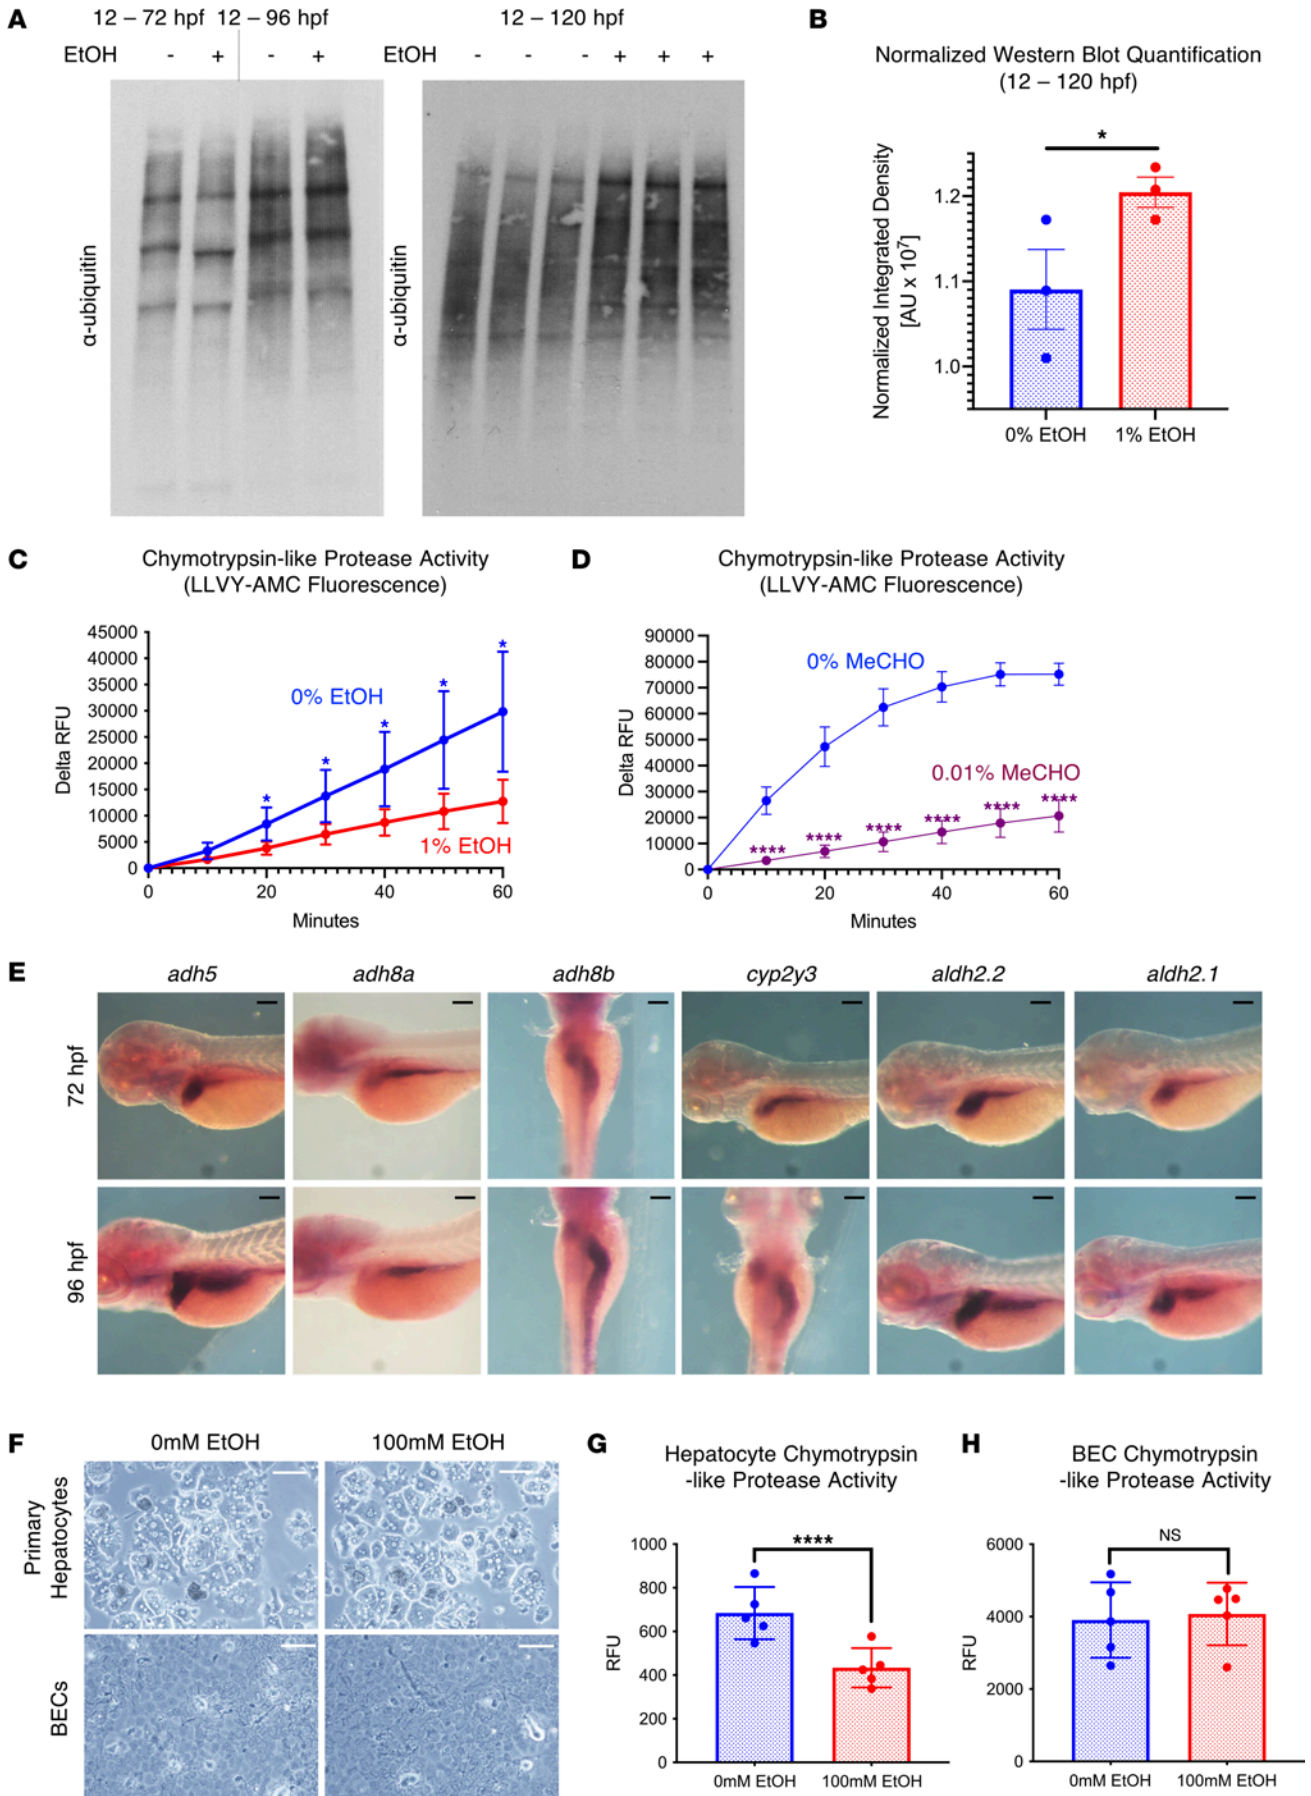 A
12 – 72 hpf 12 – 96 hpf
12 – 120 hpf
EtOH - + - +
EtOH - - - + + +
α-ubiquitin
α-ubiquitin
B
Normalized Western Blot Quantification
(12 – 120 hpf)
*
Normalized Integrated Density
[AU x 10⁷]
1.2
1.1
1.0
0% EtOH 1% EtOH
C
Chymotrypsin-like Protease Activity
(LLVY-AMC Fluorescence)
Delta RFU
45000
40000
35000
30000
25000
20000
15000
10000
5000
0
0% EtOH
1% EtOH
* * * * *
0 20 40 60
Minutes
D
Chymotrypsin-like Protease Activity
(LLVY-AMC Fluorescence)
Delta RFU
90000
80000
70000
60000
50000
40000
30000
20000
10000
0
0% MeCHO
0.01% MeCHO
**** **** **** **** **** ****
0 20 40 60
Minutes
E
adh5 adh8a adh8b cyp2y3 aldh2.2 aldh2.1
72 hpf
96 hpf
F
0mM EtOH 100mM EtOH
Primary
Hepatocytes
BECs
G
Hepatocyte Chymotrypsin
-like Protease Activity
****
RFU
1000
800
600
400
200
0
0mM EtOH 100mM EtOH
H
BEC Chymotrypsin
-like Protease Activity
NS
RFU
6000
4000
2000
0
0mM EtOH 100mM EtOH